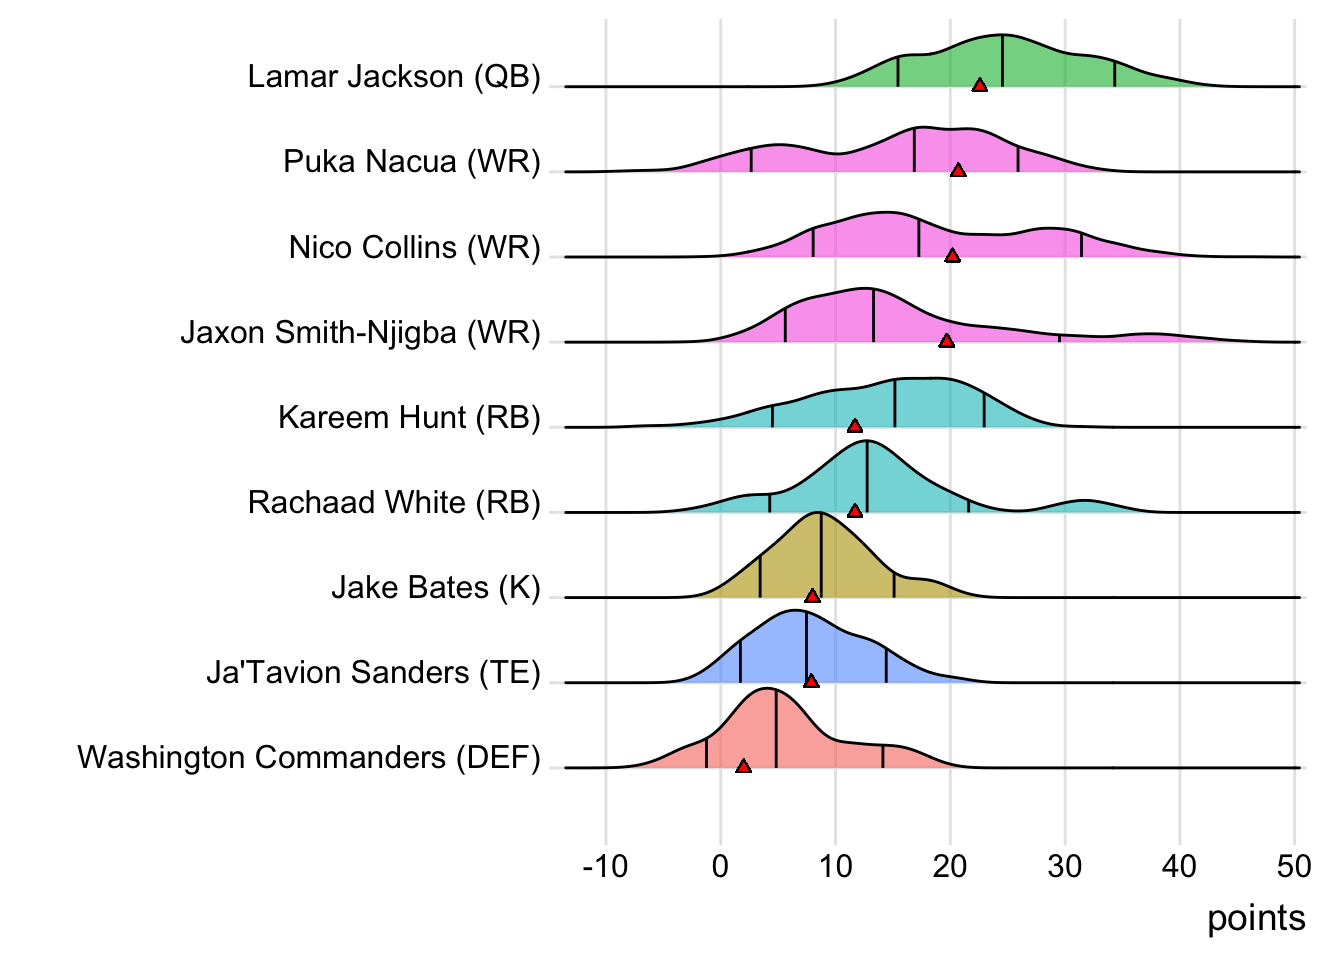 Lamar Jackson (QB)
Puka Nacua (WR)
Nico Collins (WR)
Jaxon Smith-Njigba (WR)
Kareem Hunt (RB)
Rachaad White (RB)
Jake Bates (K)
Ja'Tavion Sanders (TE)
Washington Commanders (DEF)
-10 0 10 20 30 40 50
points